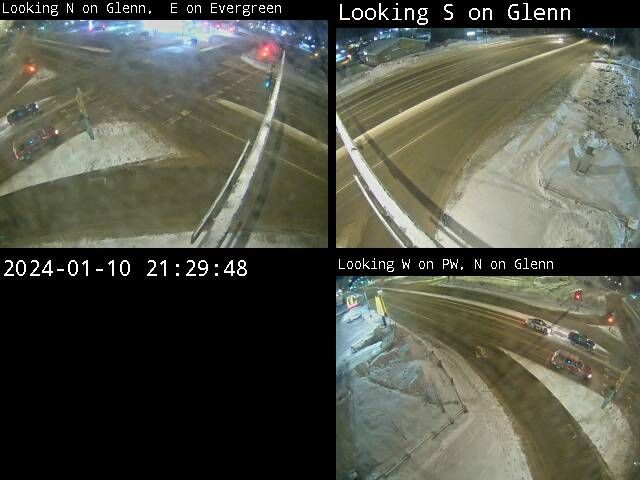 Looking N on Glenn, E on Evergreen
Looking S on Glenn
2024-01-10 21:29:48
Looking W on PW, N on Glenn